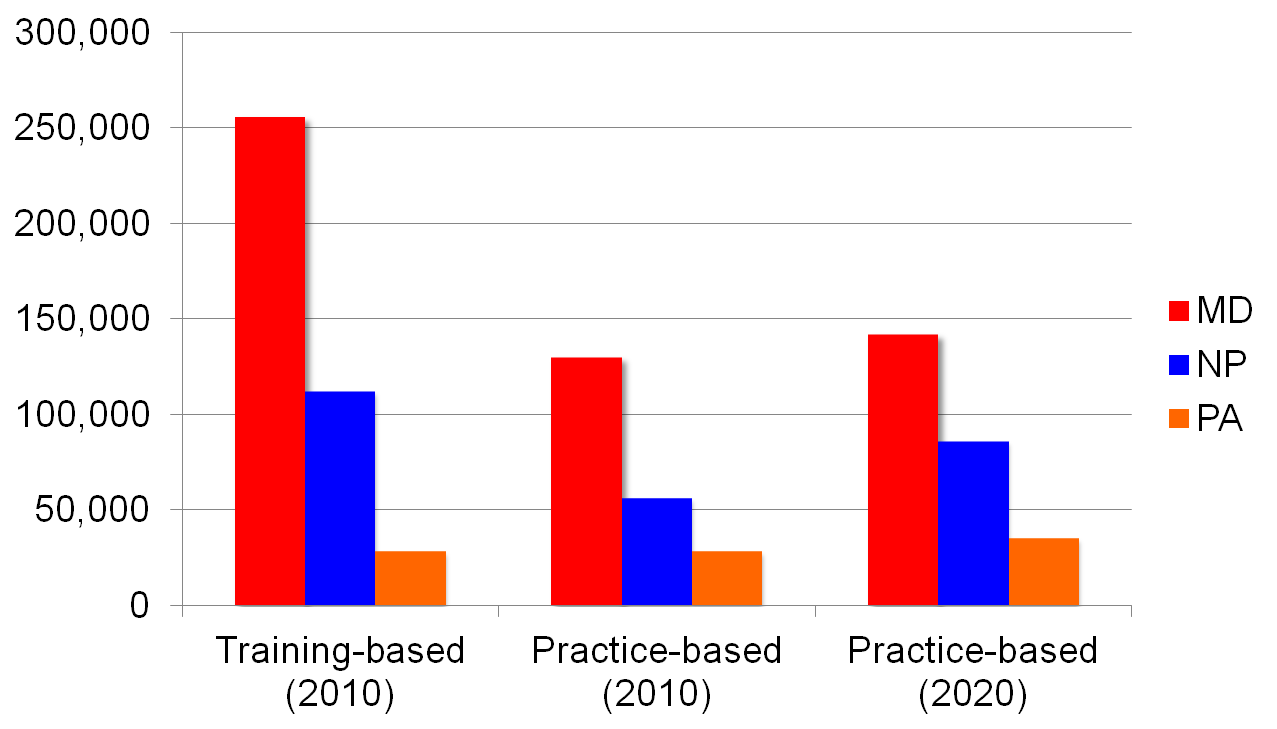 300,000
250,000
200,000
150,000
100,000
50,000
0
Training-based
(2010)
Practice-based
(2010)
Practice-based
(2020)
MD
NP
PA